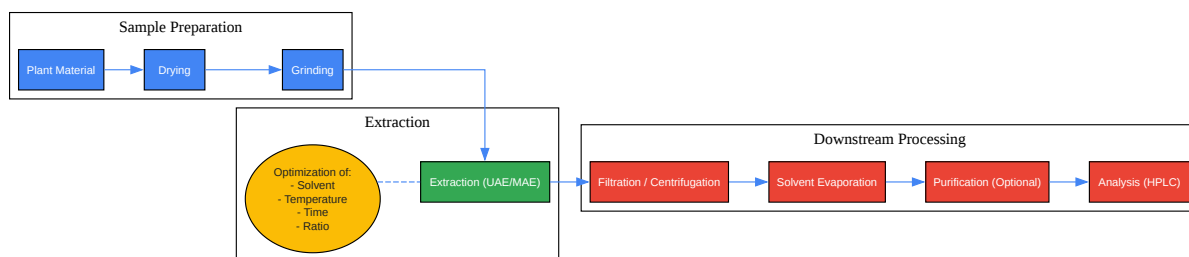 Sample Preparation
Plant Material
Drying
Grinding
Extraction
Optimization of:
- Solvent
- Temperature
- Time
- Ratio
Extraction (UAE/MAE)
Downstream Processing
Filtration / Centrifugation
Solvent Evaporation
Purification (Optional)
Analysis (HPLC)